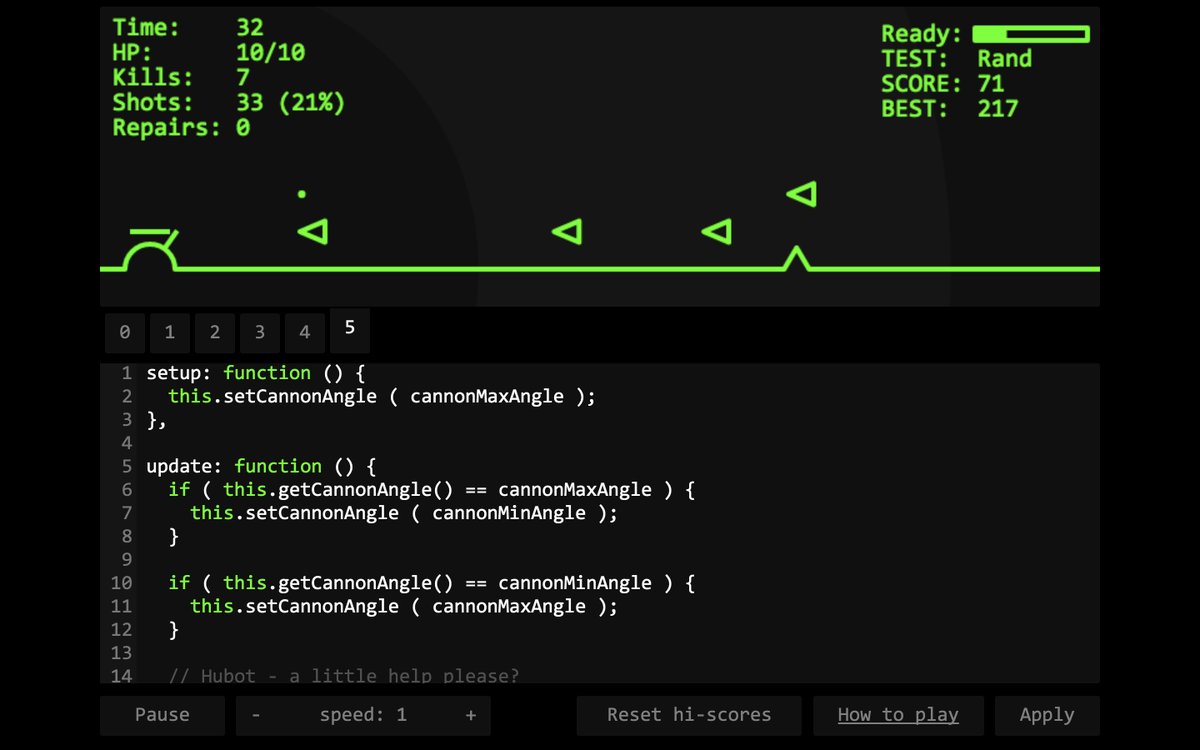 Time: 32
HP: 10/10
Kills: 7
Shots: 33 (21%)
Repairs: 0
Ready:
TEST: Rand
SCORE: 71
BEST: 217
0 1 2 3 4 5
1 setup: function () {
2 this.setCannonAngle ( cannonMaxAngle );
3 },
4
5 update: function () {
6 if ( this.getCannonAngle() == cannonMaxAngle ) {
7 this.setCannonAngle ( cannonMinAngle );
8 }
9
10 if ( this.getCannonAngle() == cannonMinAngle ) {
11 this.setCannonAngle ( cannonMaxAngle );
12 }
13
14 // Hubot - a little help please?
Pause - speed: 1 + Reset hi-scores How to play Apply